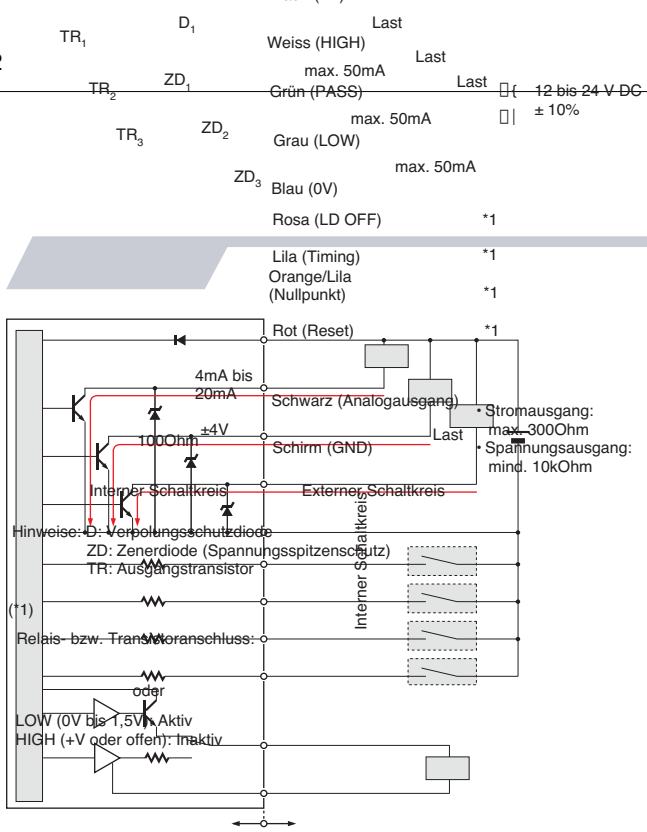 D1
Last
TR1
Weiss (HIGH)
Last
max. 50mA
TR2
ZD1
Grün (PASS)
Last
12 bis 24 V DC
± 10%
TR3
ZD2
max. 50mA
Grau (LOW)
max. 50mA
ZD3
Blau (0V)
Rosa (LD OFF)
*1
Lila (Timing)
*1
Orange/Lila
(Nullpunkt)
*1
Rot (Reset)
*1
4mA bis
20mA
Schwarz (Analogausgang)
• Stromausgang:
max. 300Ohm
±4V
100Ohm
Schirm (GND)
Last
• Spannungsausgang:
mind. 10kOhm
Interner Schaltkreis
Externer Schaltkreis
Interner Schaltkreis
Hinweise: D: Verpolungsschutzdiode
ZD: Zenerdiode (Spannungsspitzenschutz)
TR: Ausgangstransistor
(*1)
Relais- bzw. Transistoranschluss:
oder
LOW (0V bis 1,5V): Aktiv
HIGH (+V oder offen): Inaktiv